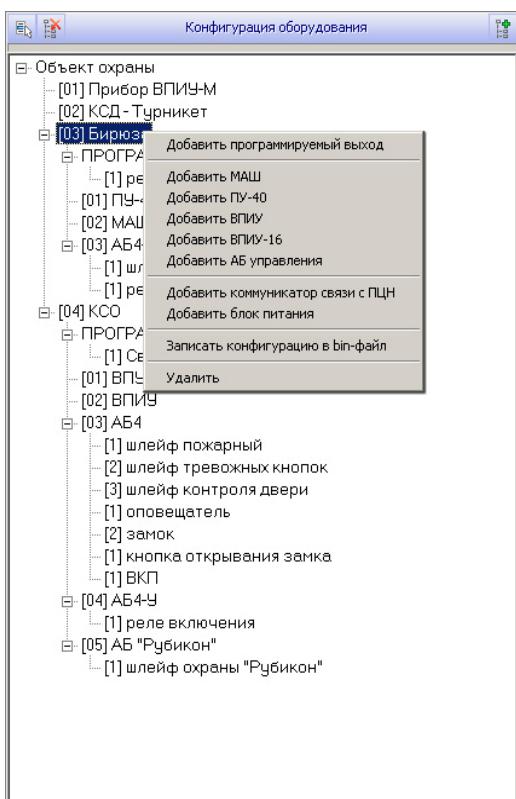 Конфигурация оборудования
Объект охраны
[01] Прибор ВПИУ-М
[02] КСД - Турникет
[03] Бирюза
Добавить программируемый выход
ПРОГРА
[1] ре
Добавить МАШ
[01] ПУ-4
Добавить ПУ-40
[02] МАШ
Добавить ВПИУ
[03] АБ4-
Добавить ВПИУ-16
[1] шл
Добавить АБ управления
[1] ре
Добавить коммуникатор связи с ПЦН
[04] КСО
Добавить блок питания
ПРОГРА
Записать конфигурацию в bin-файл
[1] Св
[01] ВПУ
Удалить
[02] ВПИУ
[03] АБ4
[1] шлейф пожарный
[2] шлейф тревожных кнопок
[3] шлейф контроля двери
[1] оповещатель
[2] замок
[1] кнопка открывания замка
[1] ВКП
[04] АБ4-У
[1] реле включения
[05] АБ "Рубикон"
[1] шлейф охраны "Рубикон"